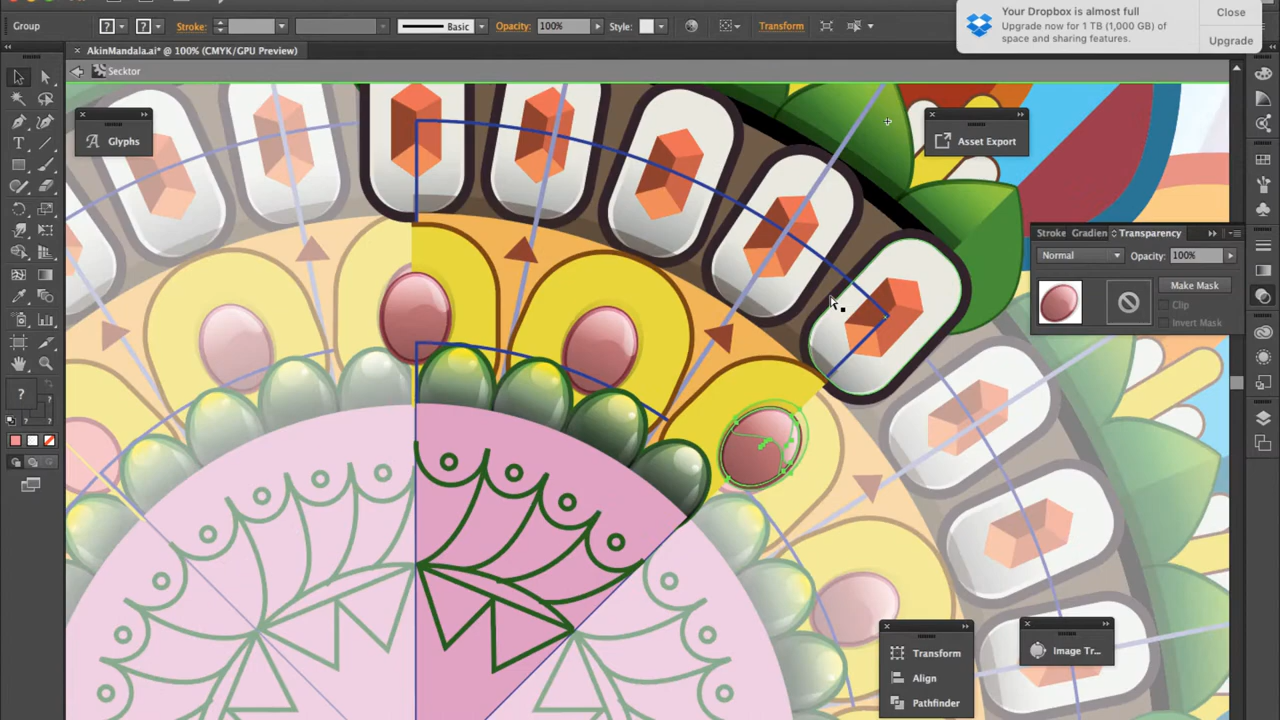 Group
?
?
Stroke:
Basic
Opacity:
100%
Style:
Transform
Your Dropbox is almost full
Upgrade now for 1 TB (1,000 GB) of
space and sharing features.
Close
Upgrade
AkinMandala.ai* @ 100% (CMYK/GPU Preview)
Secktor
A Glyphs
Asset Export
Stroke
Gradien
Transparency
Normal
Opacity:
100%
Make Mask
Clip
Invert Mask
T
?
?
?
Transform
Align
Pathfinder
Image Tr...